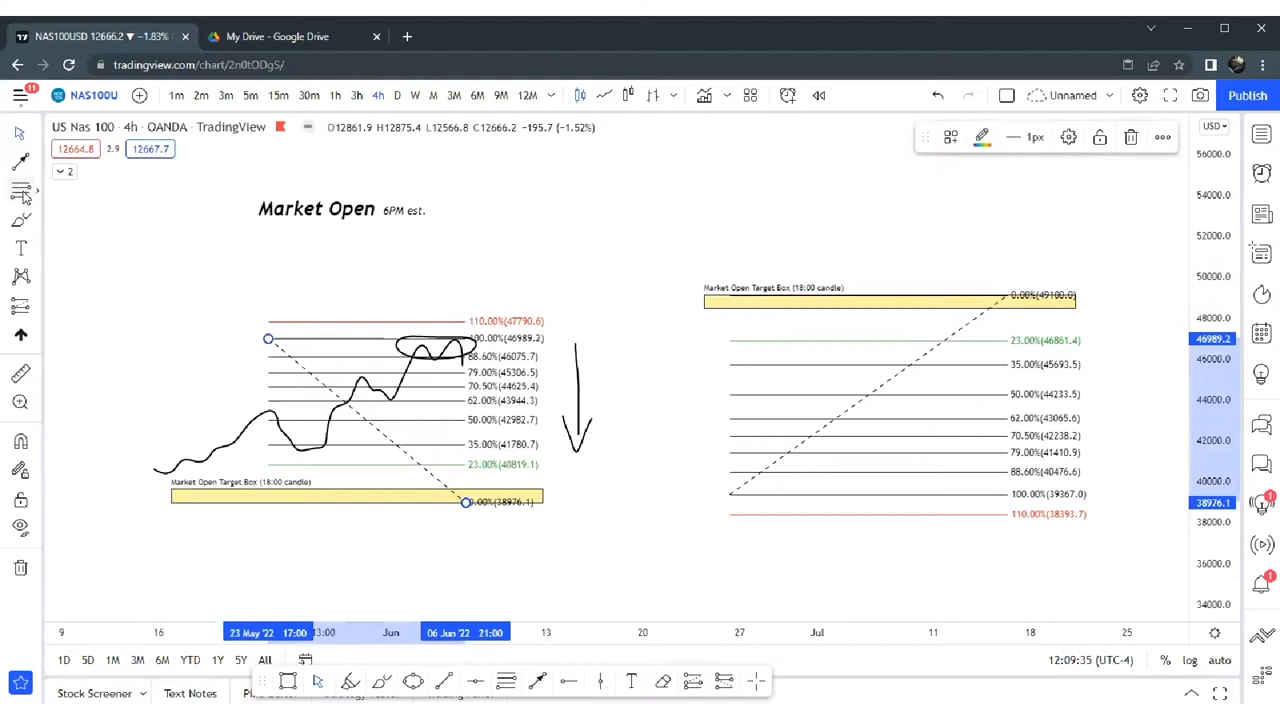 NAS100USD 12666.2 ▼ −1.83%
My Drive - Google Drive
tradingview.com/chart/2n0tODgS/
11
NAS100U
1m 2m 3m 5m 15m 30m 1h 3h 4h D W M 3M 6M 9M 12M
Unnamed
Publish
US Nas 100 · 4h · OANDA · TradingView
O12861.9 H12875.4 L12566.8 C12666.2 −195.7 (−1.52%)
12664.8 2.9 12667.7
2
1px
USD
Market Open 6PM est.
Market Open Target Box (18:00 candle)
110.00%(47790.6)
100.00%(46989.2)
88.60%(46075.7)
79.00%(45306.5)
70.50%(44625.4)
62.00%(43944.3)
50.00%(42982.7)
35.00%(41780.7)
23.00%(40819.1)
Market Open Target Box (18:00 candle)
0.00%(38976.1)
0.00%(49100.0)
23.00%(46861.4)
35.00%(45693.5)
50.00%(44233.5)
62.00%(43065.6)
70.50%(42238.2)
79.00%(41410.9)
88.60%(40476.6)
100.00%(39367.0)
110.00%(38393.7)
56000.0
54000.0
52000.0
50000.0
48000.0
46989.2
46000.0
44000.0
42000.0
40000.0
38976.1
38000.0
36000.0
34000.0
1
1
9 16 23 May '22 17:00 13:00 Jun 06 Jun '22 21:00 13 20 27 Jul 11 18 25
1D 5D 1M 3M 6M YTD 1Y 5Y All
12:09:35 (UTC-4) % log auto
Stock Screener Text Notes